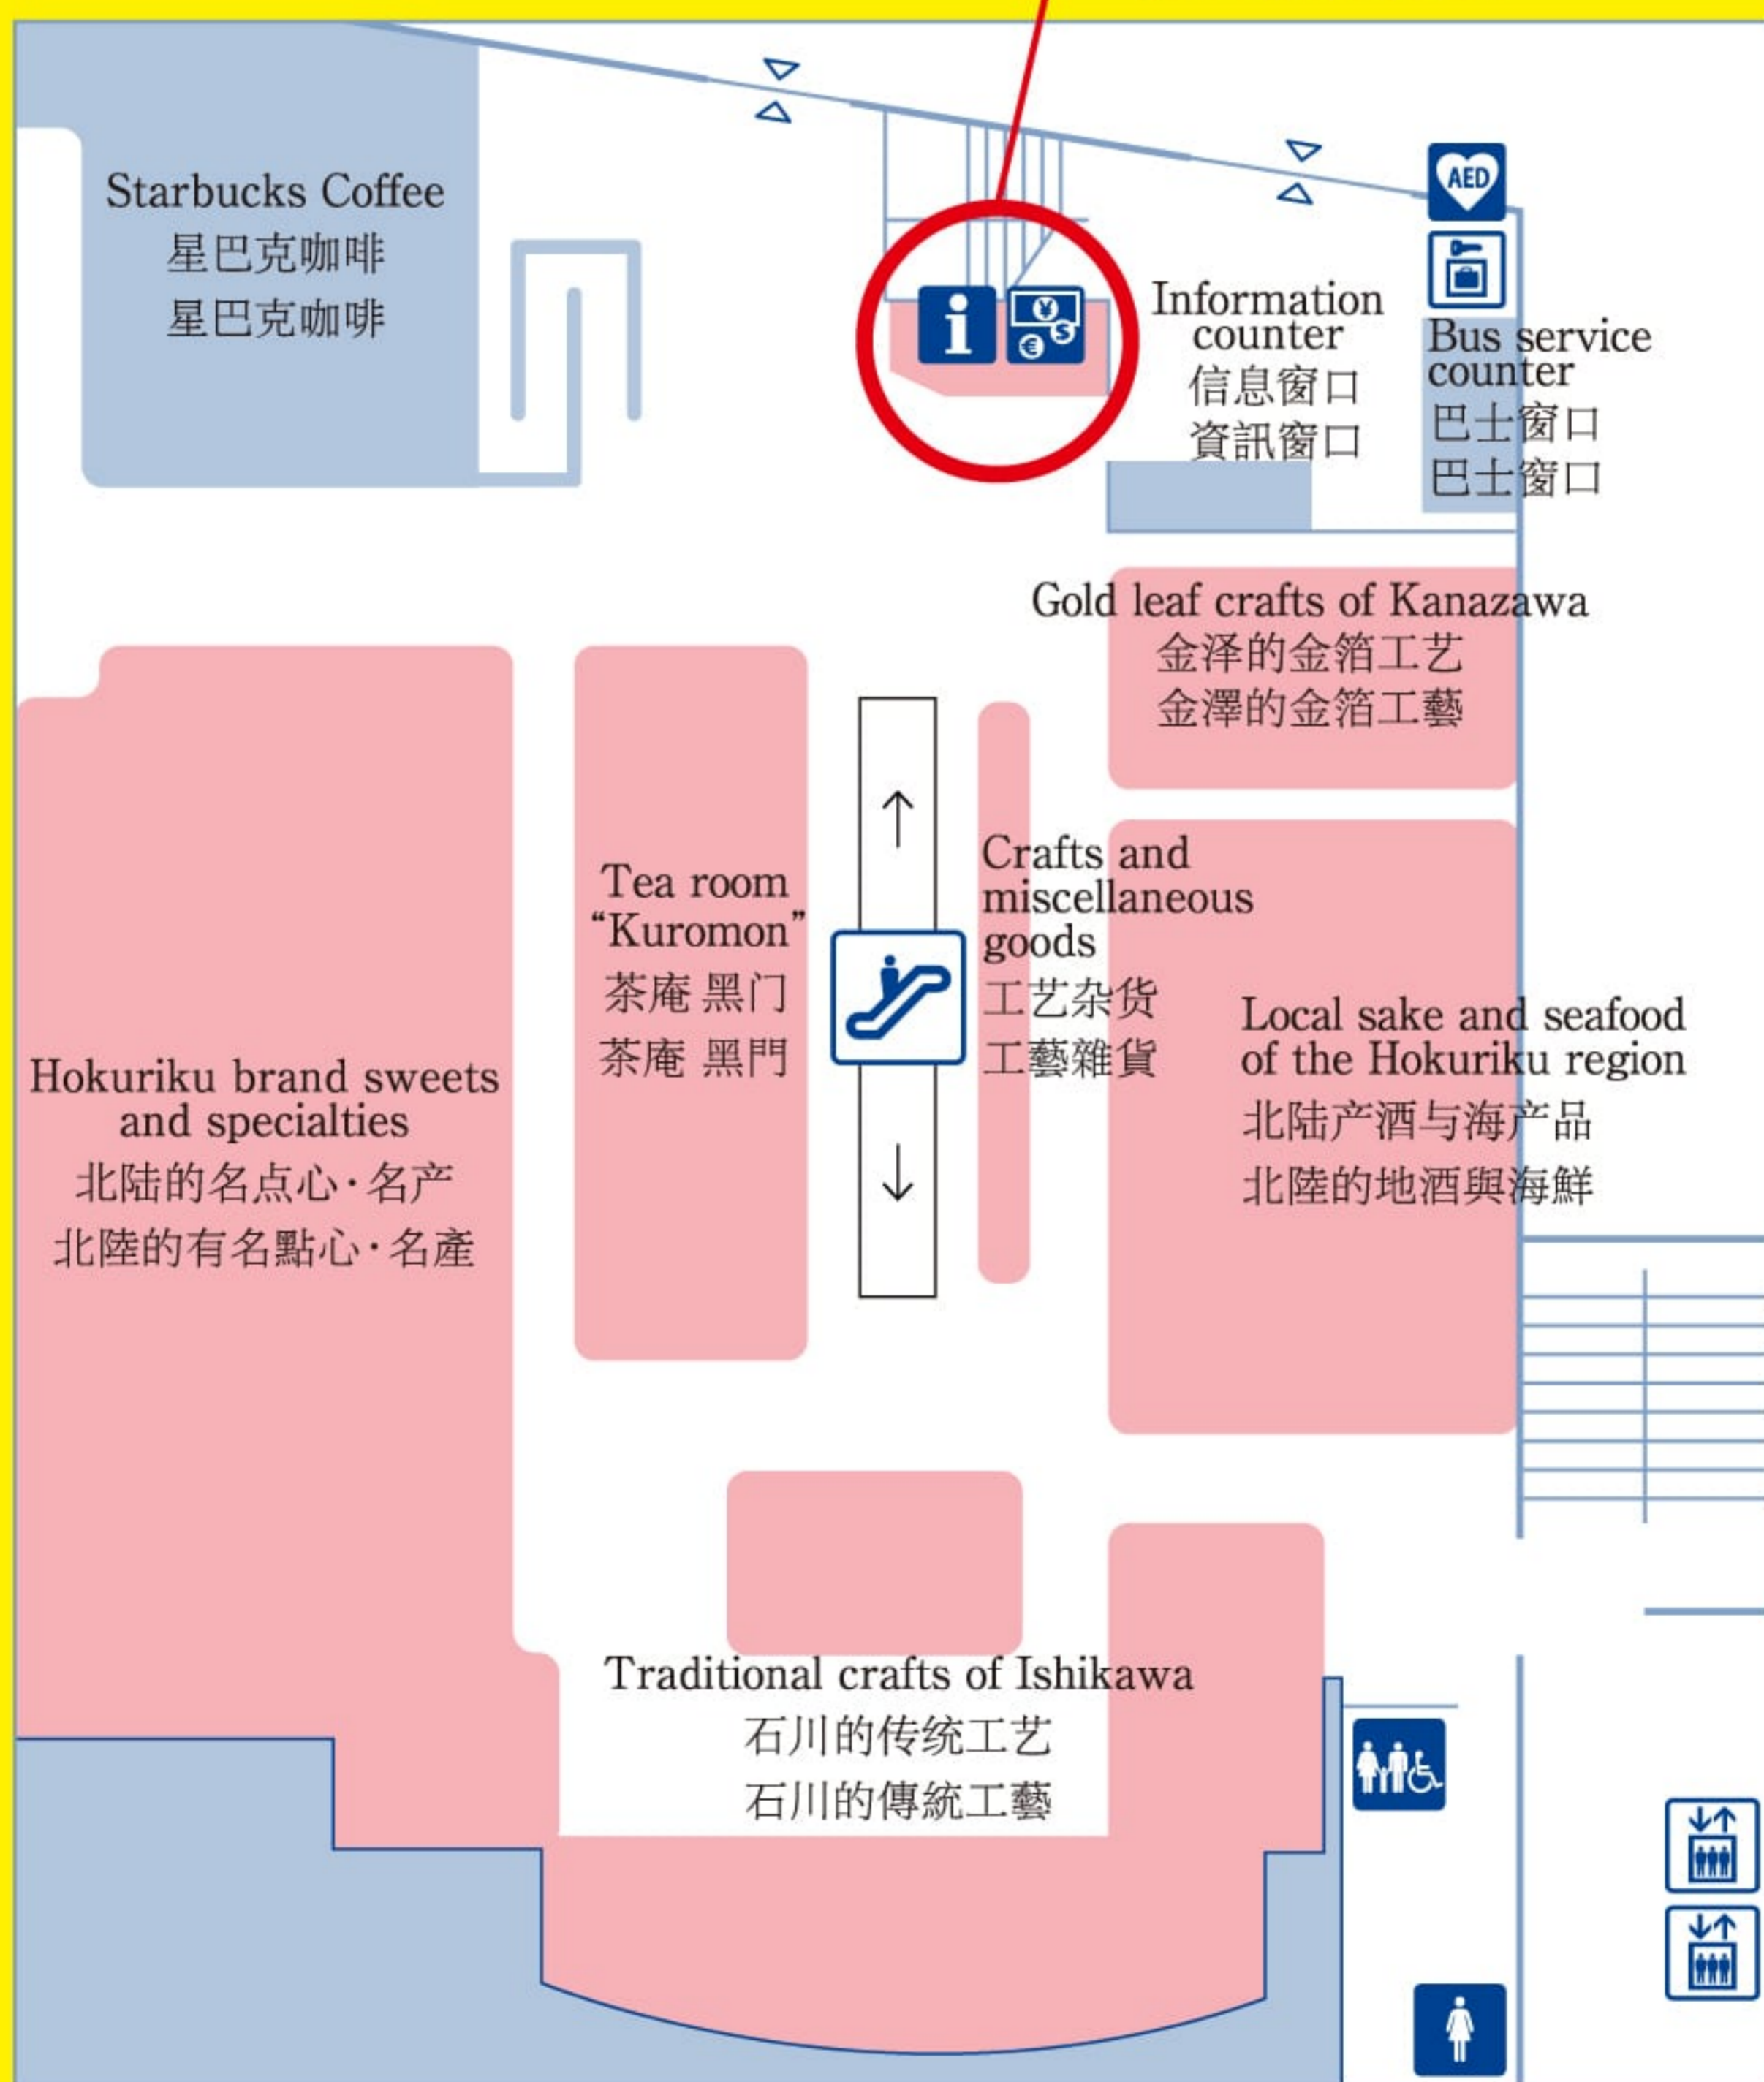 Starbucks Coffee
星巴克咖啡
星巴克咖啡
AED
i
¥
$
€
Information
counter
信息窗口
資訊窗口
Bus service
counter
巴士窗口
巴士窗口
Gold leaf crafts of Kanazawa
金泽的金箔工艺
金澤的金箔工藝
Tea room
“Kuromon”
茶庵 黑门
茶庵 黑門
Crafts and
miscellaneous
goods
工艺杂货
工藝雜貨
Local sake and seafood
of the Hokuriku region
北陆产酒与海产品
北陸的地酒與海鮮
Hokuriku brand sweets
and specialties
北陆的名点心·名产
北陸的有名點心·名產
Traditional crafts of Ishikawa
石川的传统工艺
石川的傳統工藝